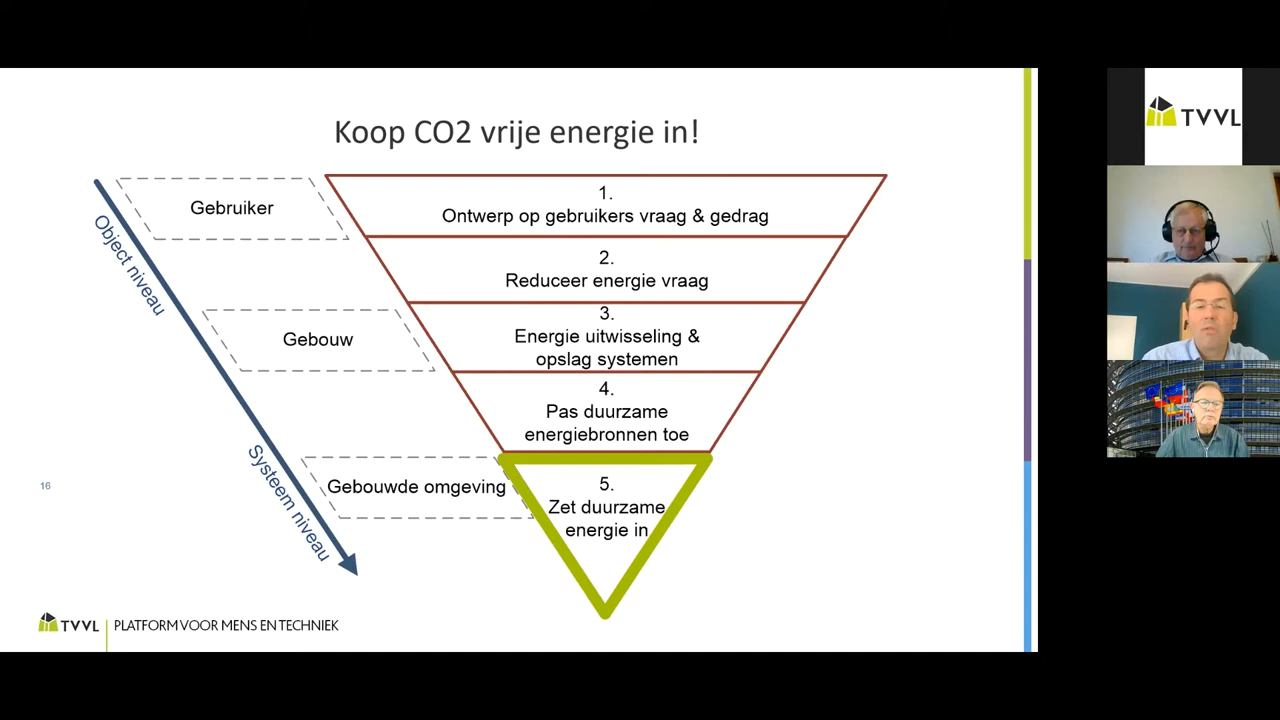 Koop CO2 vrije energie in!
Gebruiker
1.
Ontwerp op gebruikers vraag & gedrag
Object niveau
2.
Reduceer energie vraag
Gebouw
3.
Energie uitwisseling &
opslag systemen
4.
Pas duurzame
energiebronnen toe
Systeem niveau
Gebouwde omgeving
5.
Zet duurzame
energie in
16
TVVL
PLATFORM VOOR MENS EN TECHNIEK
TVVL